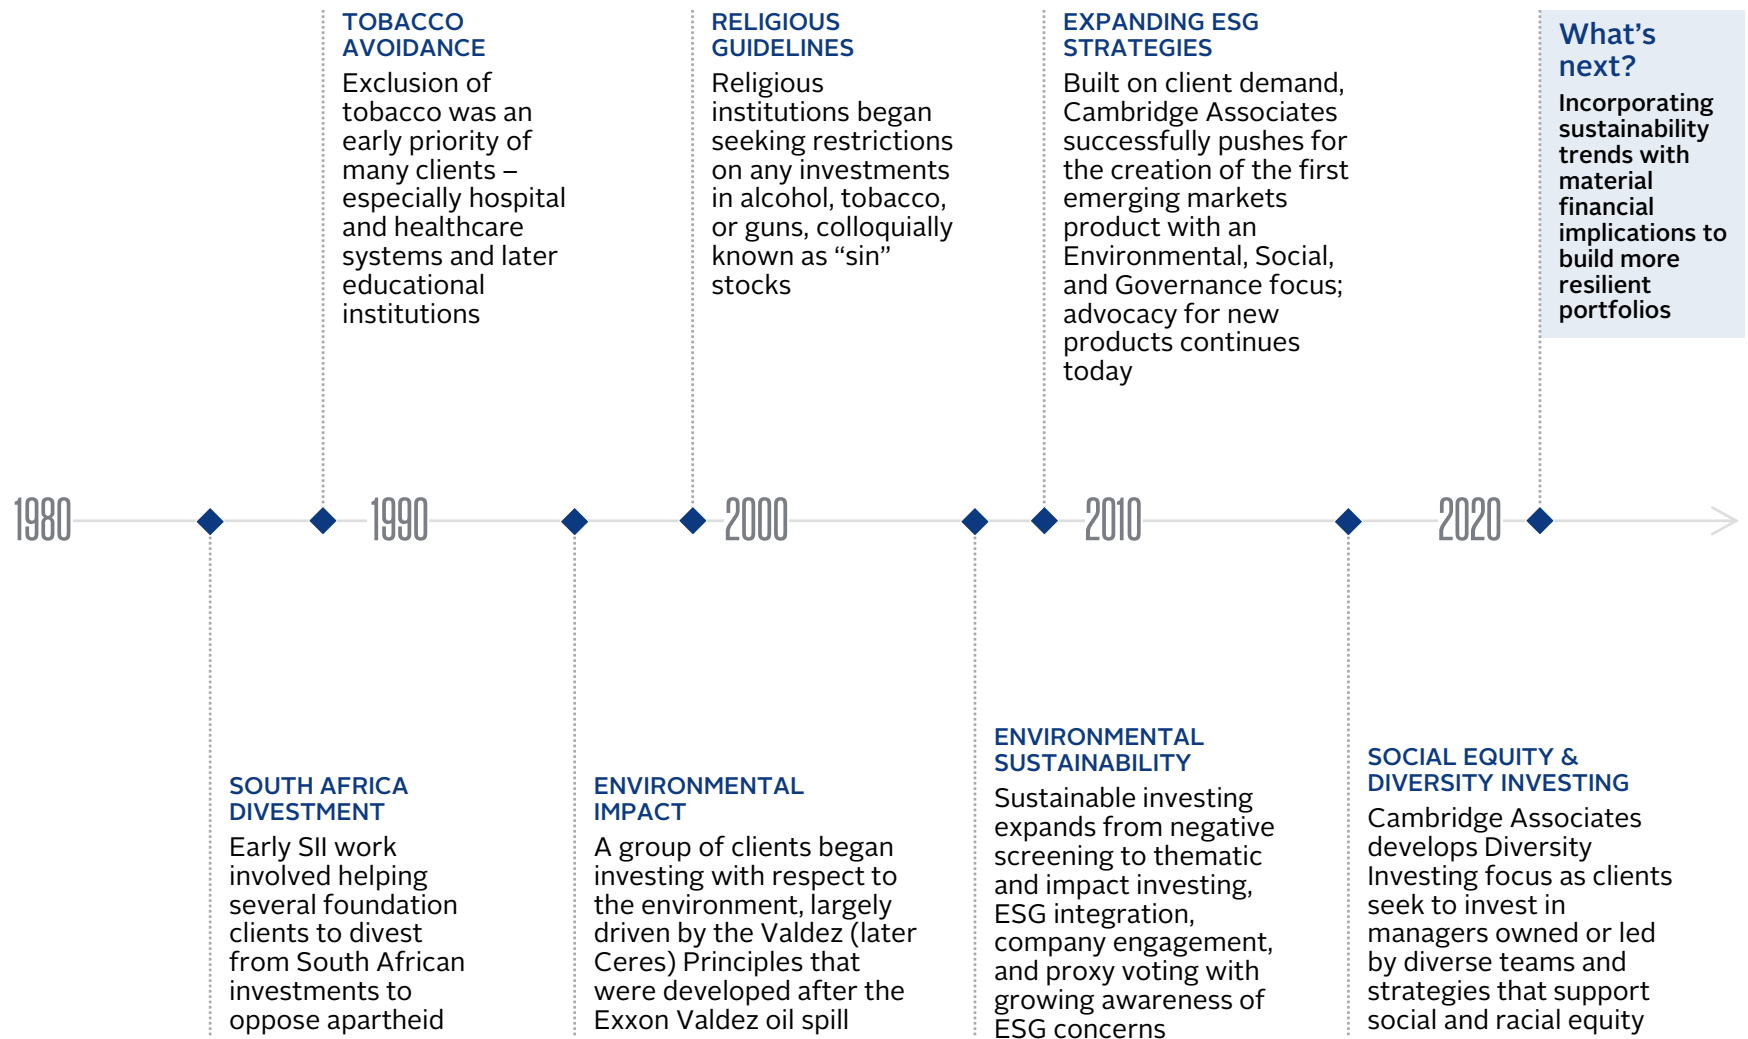 TOBACCO
AVOIDANCE
Exclusion of
tobacco was an
early priority of
many clients –
especially hospital
and healthcare
systems and later
educational
institutions
RELIGIOUS
GUIDELINES
Religious
institutions began
seeking restrictions
on any investments
in alcohol, tobacco,
or guns, colloquially
known as “sin”
stocks
EXPANDING ESG
STRATEGIES
Built on client demand,
Cambridge Associates
successfully pushes for
the creation of the first
emerging markets
product with an
Environmental, Social,
and Governance focus;
advocacy for new
products continues
today
What’s
next?
Incorporating
sustainability
trends with
material
financial
implications to
build more
resilient
portfolios
1980
1990
2000
2010
2020
SOUTH AFRICA
DIVESTMENT
Early SII work
involved helping
several foundation
clients to divest
from South African
investments to
oppose apartheid
ENVIRONMENTAL
IMPACT
A group of clients began
investing with respect to
the environment, largely
driven by the Valdez (later
Ceres) Principles that
were developed after the
Exxon Valdez oil spill
ENVIRONMENTAL
SUSTAINABILITY
Sustainable investing
expands from negative
screening to thematic
and impact investing,
ESG integration,
company engagement,
and proxy voting with
growing awareness of
ESG concerns
SOCIAL EQUITY &
DIVERSITY INVESTING
Cambridge Associates
develops Diversity
Investing focus as clients
seek to invest in
managers owned or led
by diverse teams and
strategies that support
social and racial equity